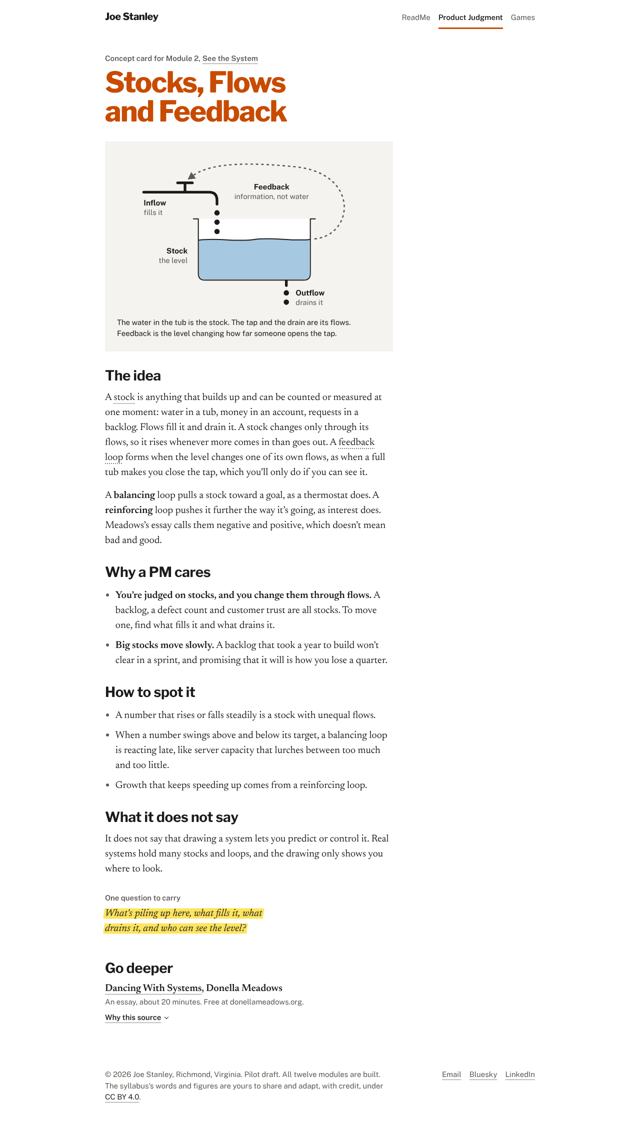 Joe Stanley
ReadMe Product Judgment Games
Concept card for Module 2, See the System
Stocks, Flows
and Feedback
Feedback
information, not water
Inflow
fills it
Stock
the level
Outflow
drains it
The water in the tub is the stock. The tap and the drain are its flows.
Feedback is the level changing how far someone opens the tap.
The idea
A stock is anything that builds up and can be counted or measured at
one moment: water in a tub, money in an account, requests in a
backlog. Flows fill it and drain it. A stock changes only through its
flows, so it rises whenever more comes in than goes out. A feedback
loop forms when the level changes one of its own flows, as when a full
tub makes you close the tap, which you'll only do if you can see it.
A balancing loop pulls a stock toward a goal, as a thermostat does. A
reinforcing loop pushes it further the way it's going, as interest does.
Meadows's essay calls them negative and positive, which doesn't mean
bad and good.
Why a PM cares
• You're judged on stocks, and you change them through flows. A
backlog, a defect count and customer trust are all stocks. To move
one, find what fills it and what drains it.
• Big stocks move slowly. A backlog that took a year to build won't
clear in a sprint, and promising that it will is how you lose a quarter.
How to spot it
• A number that rises or falls steadily is a stock with unequal flows.
• When a number swings above and below its target, a balancing loop
is reacting late, like server capacity that lurches between too much
and too little.
• Growth that keeps speeding up comes from a reinforcing loop.
What it does not say
It does not say that drawing a system lets you predict or control it. Real
systems hold many stocks and loops, and the drawing only shows you
where to look.
One question to carry
What's piling up here, what fills it, what
drains it, and who can see the level?
Go deeper
Dancing With Systems, Donella Meadows
An essay, about 20 minutes. Free at donellameadows.org.
Why this source
© 2026 Joe Stanley, Richmond, Virginia. Pilot draft. All twelve modules are built.
The syllabus's words and figures are yours to share and adapt, with credit, under
CC BY 4.0.
Email Bluesky LinkedIn